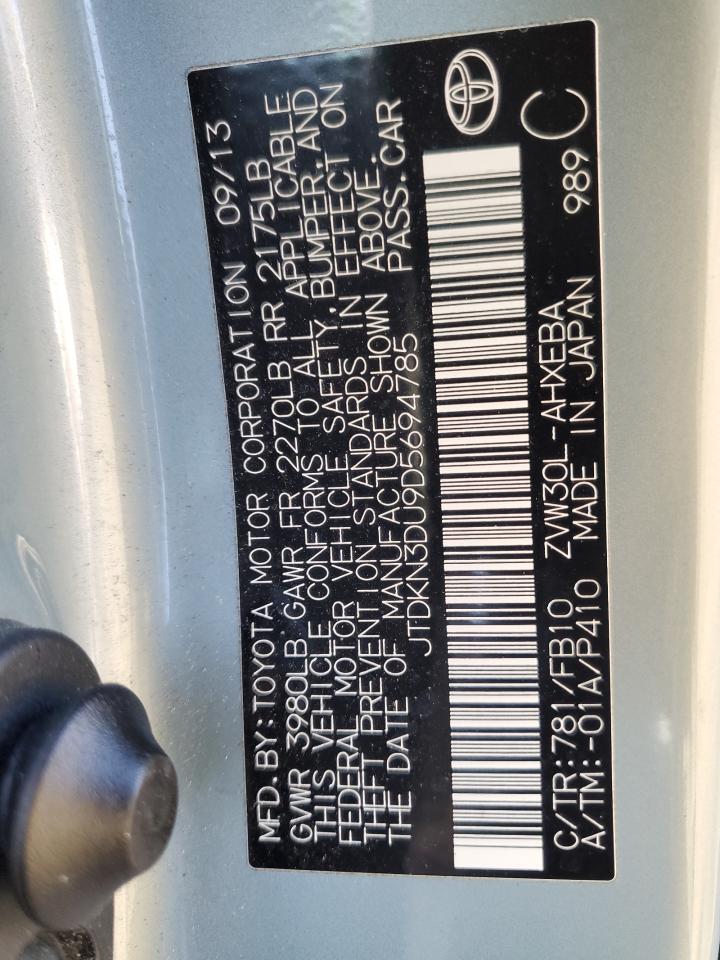 MFD.BY:TOYOTA MOTOR CORPORATION 09/13
GVWR 3980LB GAWR FR 2270LB RR 2175LB
THIS VEHICLE CONFORMS TO ALL APPLICABLE
FEDERAL MOTOR VEHICLE SAFETY, BUMPER, AND
THEFT PREVENTION STANDARDS IN EFFECT ON
THE DATE OF MANUFACTURE SHOWN ABOVE.
JTDKN3DU9D5694785 PASS.CAR
C/TR:781/FB10 ZVW30L-AHXEBA 989 C
A/TM:-01A/P410 MADE IN JAPAN